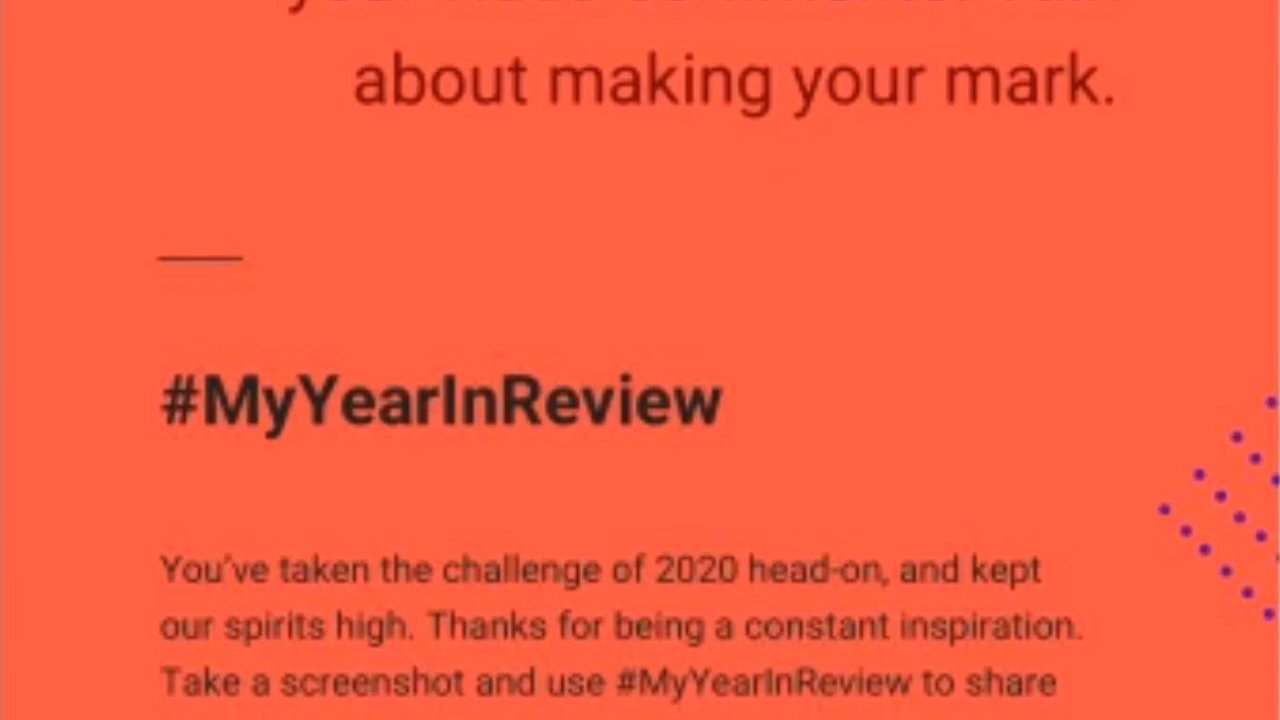 about making your mark.
#MyYearInReview
You've taken the challenge of 2020 head-on, and kept
our spirits high. Thanks for being a constant inspiration.
Take a screenshot and use #MyYearInReview to share